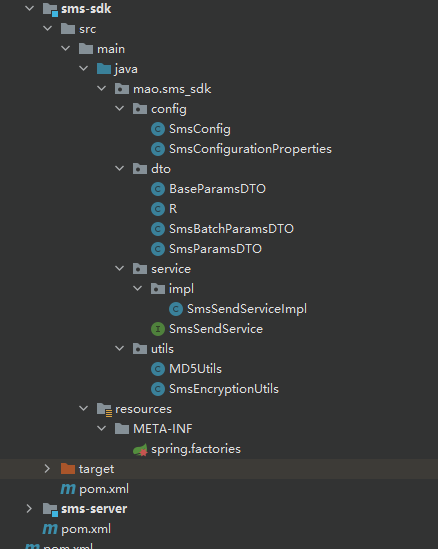 sms-sdk
src
main
java
mao.sms_sdk
config
SmsConfig
SmsConfigurationProperties
dto
BaseParamsDTO
R
SmsBatchParamsDTO
SmsParamsDTO
service
impl
SmsSendServiceImpl
SmsSendService
utils
MD5Utils
SmsEncryptionUtils
resources
META-INF
spring.factories
target
pom.xml
sms-server
pom.xml
pom.xml